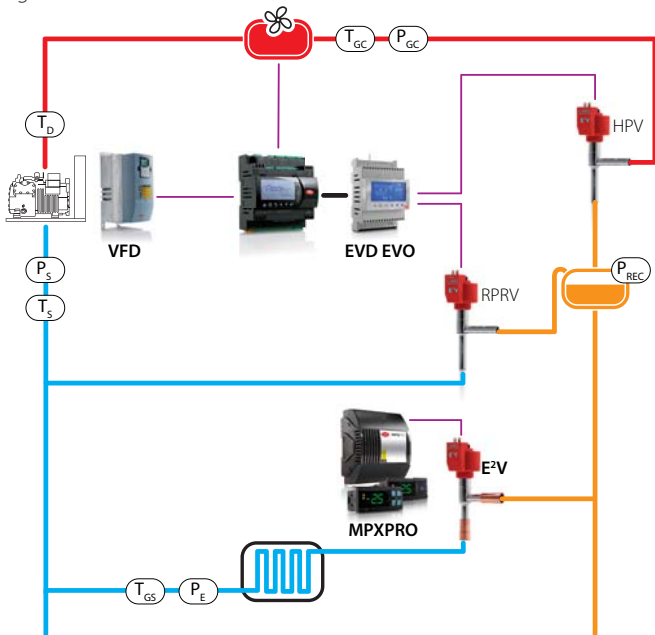 T_GC P_GC
HPV
T_D
VFD
EVD EVO
P_S
P_REC
RPRV
T_S
E²V
MPXPRO
T_GS P_E